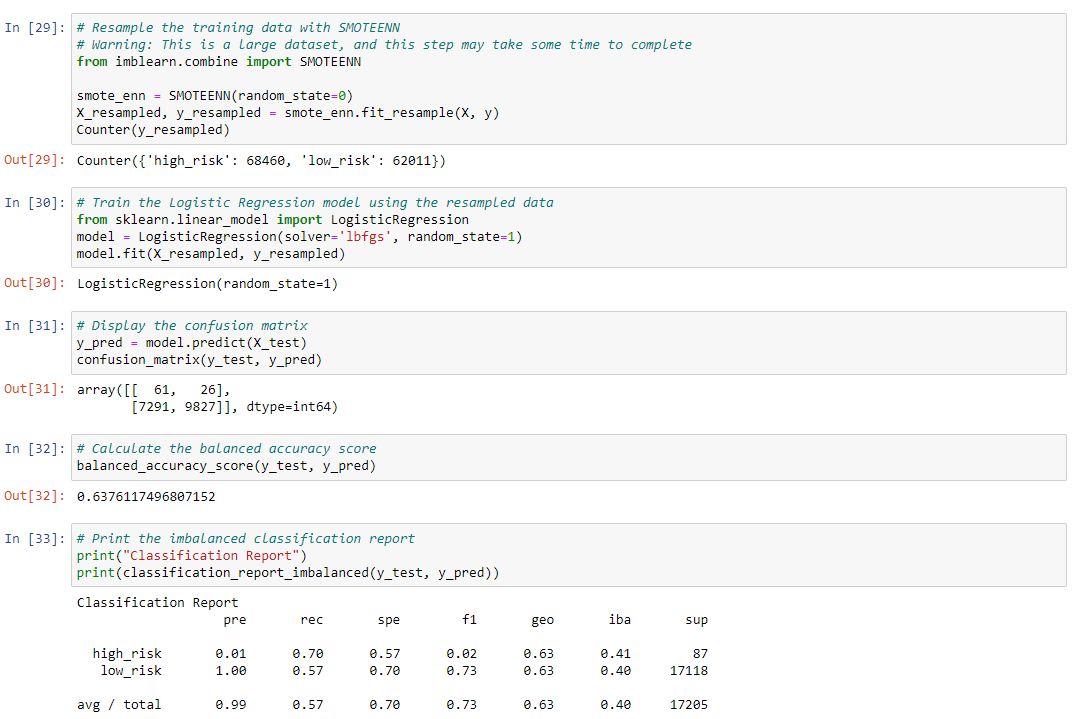 In [29]: # Resample the training data with SMOTEENN
# Warning: This is a large dataset, and this step may take some time to complete
from imblearn.combine import SMOTEENN
smote_enn = SMOTEENN(random_state=0)
X_resampled, y_resampled = smote_enn.fit_resample(X, y)
Counter(y_resampled)
Out[29]: Counter({'high_risk': 68460, 'low_risk': 62011})
In [30]: # Train the Logistic Regression model using the resampled data
from sklearn.linear_model import LogisticRegression
model = LogisticRegression(solver='lbfgs', random_state=1)
model.fit(X_resampled, y_resampled)
Out[30]: LogisticRegression(random_state=1)
In [31]: # Display the confusion matrix
y_pred = model.predict(X_test)
confusion_matrix(y_test, y_pred)
Out[31]: array([[  61,   26],
[7291, 9827]], dtype=int64)
In [32]: # Calculate the balanced accuracy score
balanced_accuracy_score(y_test, y_pred)
Out[32]: 0.6376117496807152
In [33]: # Print the imbalanced classification report
print("Classification Report")
print(classification_report_imbalanced(y_test, y_pred))
Classification Report
pre rec spe f1 geo iba sup
high_risk 0.01 0.70 0.57 0.02 0.63 0.41 87
low_risk 1.00 0.57 0.70 0.73 0.63 0.40 17118
avg / total 0.99 0.57 0.70 0.73 0.63 0.40 17205